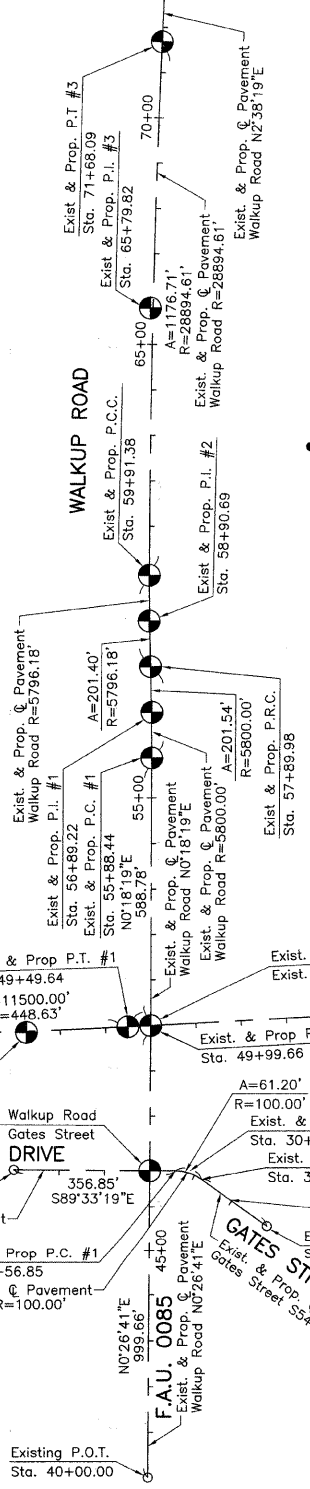 Exist & Prop. P.T #3
Sta. 71+68.09
Exist & Prop. P.I. #3
Sta. 65+79.82
70+00
Exist. & Prop. ℄ Pavement
Walkup Road N2°38'19"E
65+00
A=1176.71'
R=28894.61'
Exist. & Prop. ℄ Pavement
Walkup Road R=28894.61'
WALKUP ROAD
Exist & Prop. P.C.C.
Sta. 59+91.38
Exist & Prop. P.I. #2
Sta. 58+90.69
Exist. & Prop. ℄ Pavement
Walkup Road R=5796.18'
A=201.40'
R=5796.18'
Exist & Prop. P.I. #1
Sta. 56+89.22
Exist & Prop. P.C. #1
Sta. 55+88.44
55+00
A=201.54'
R=5800.00'
Exist & Prop. P.R.C.
Sta. 57+89.98
N0°18'19"E
588.78'
Exist. & Prop. ℄ Pavement
Walkup Road N0°18'19"E
Exist. & Prop. ℄ Pavement
Walkup Road R=5800.00'
& Prop P.T. #1
49+49.64
11500.00'
=448.63'
Exist.
Exist.
Exist. & Prop P
Sta. 49+99.66
A=61.20'
R=100.00'
Exist. &
Sta. 30+
Exist.
Sta. 3
Walkup Road
Gates Street
DRIVE
356.85'
S89°33'19"E
GATES ST
Exist. & Prop.
Gates Street S54
Prop P.C. #1
+56.85
℄ Pavement
R=100.00'
45+00
N0°26'41"E
999.66'
F.A.U. 0085
Exist. & Prop. ℄ Pavement
Walkup Road N0°26'41"E
Existing P.O.T.
Sta. 40+00.00